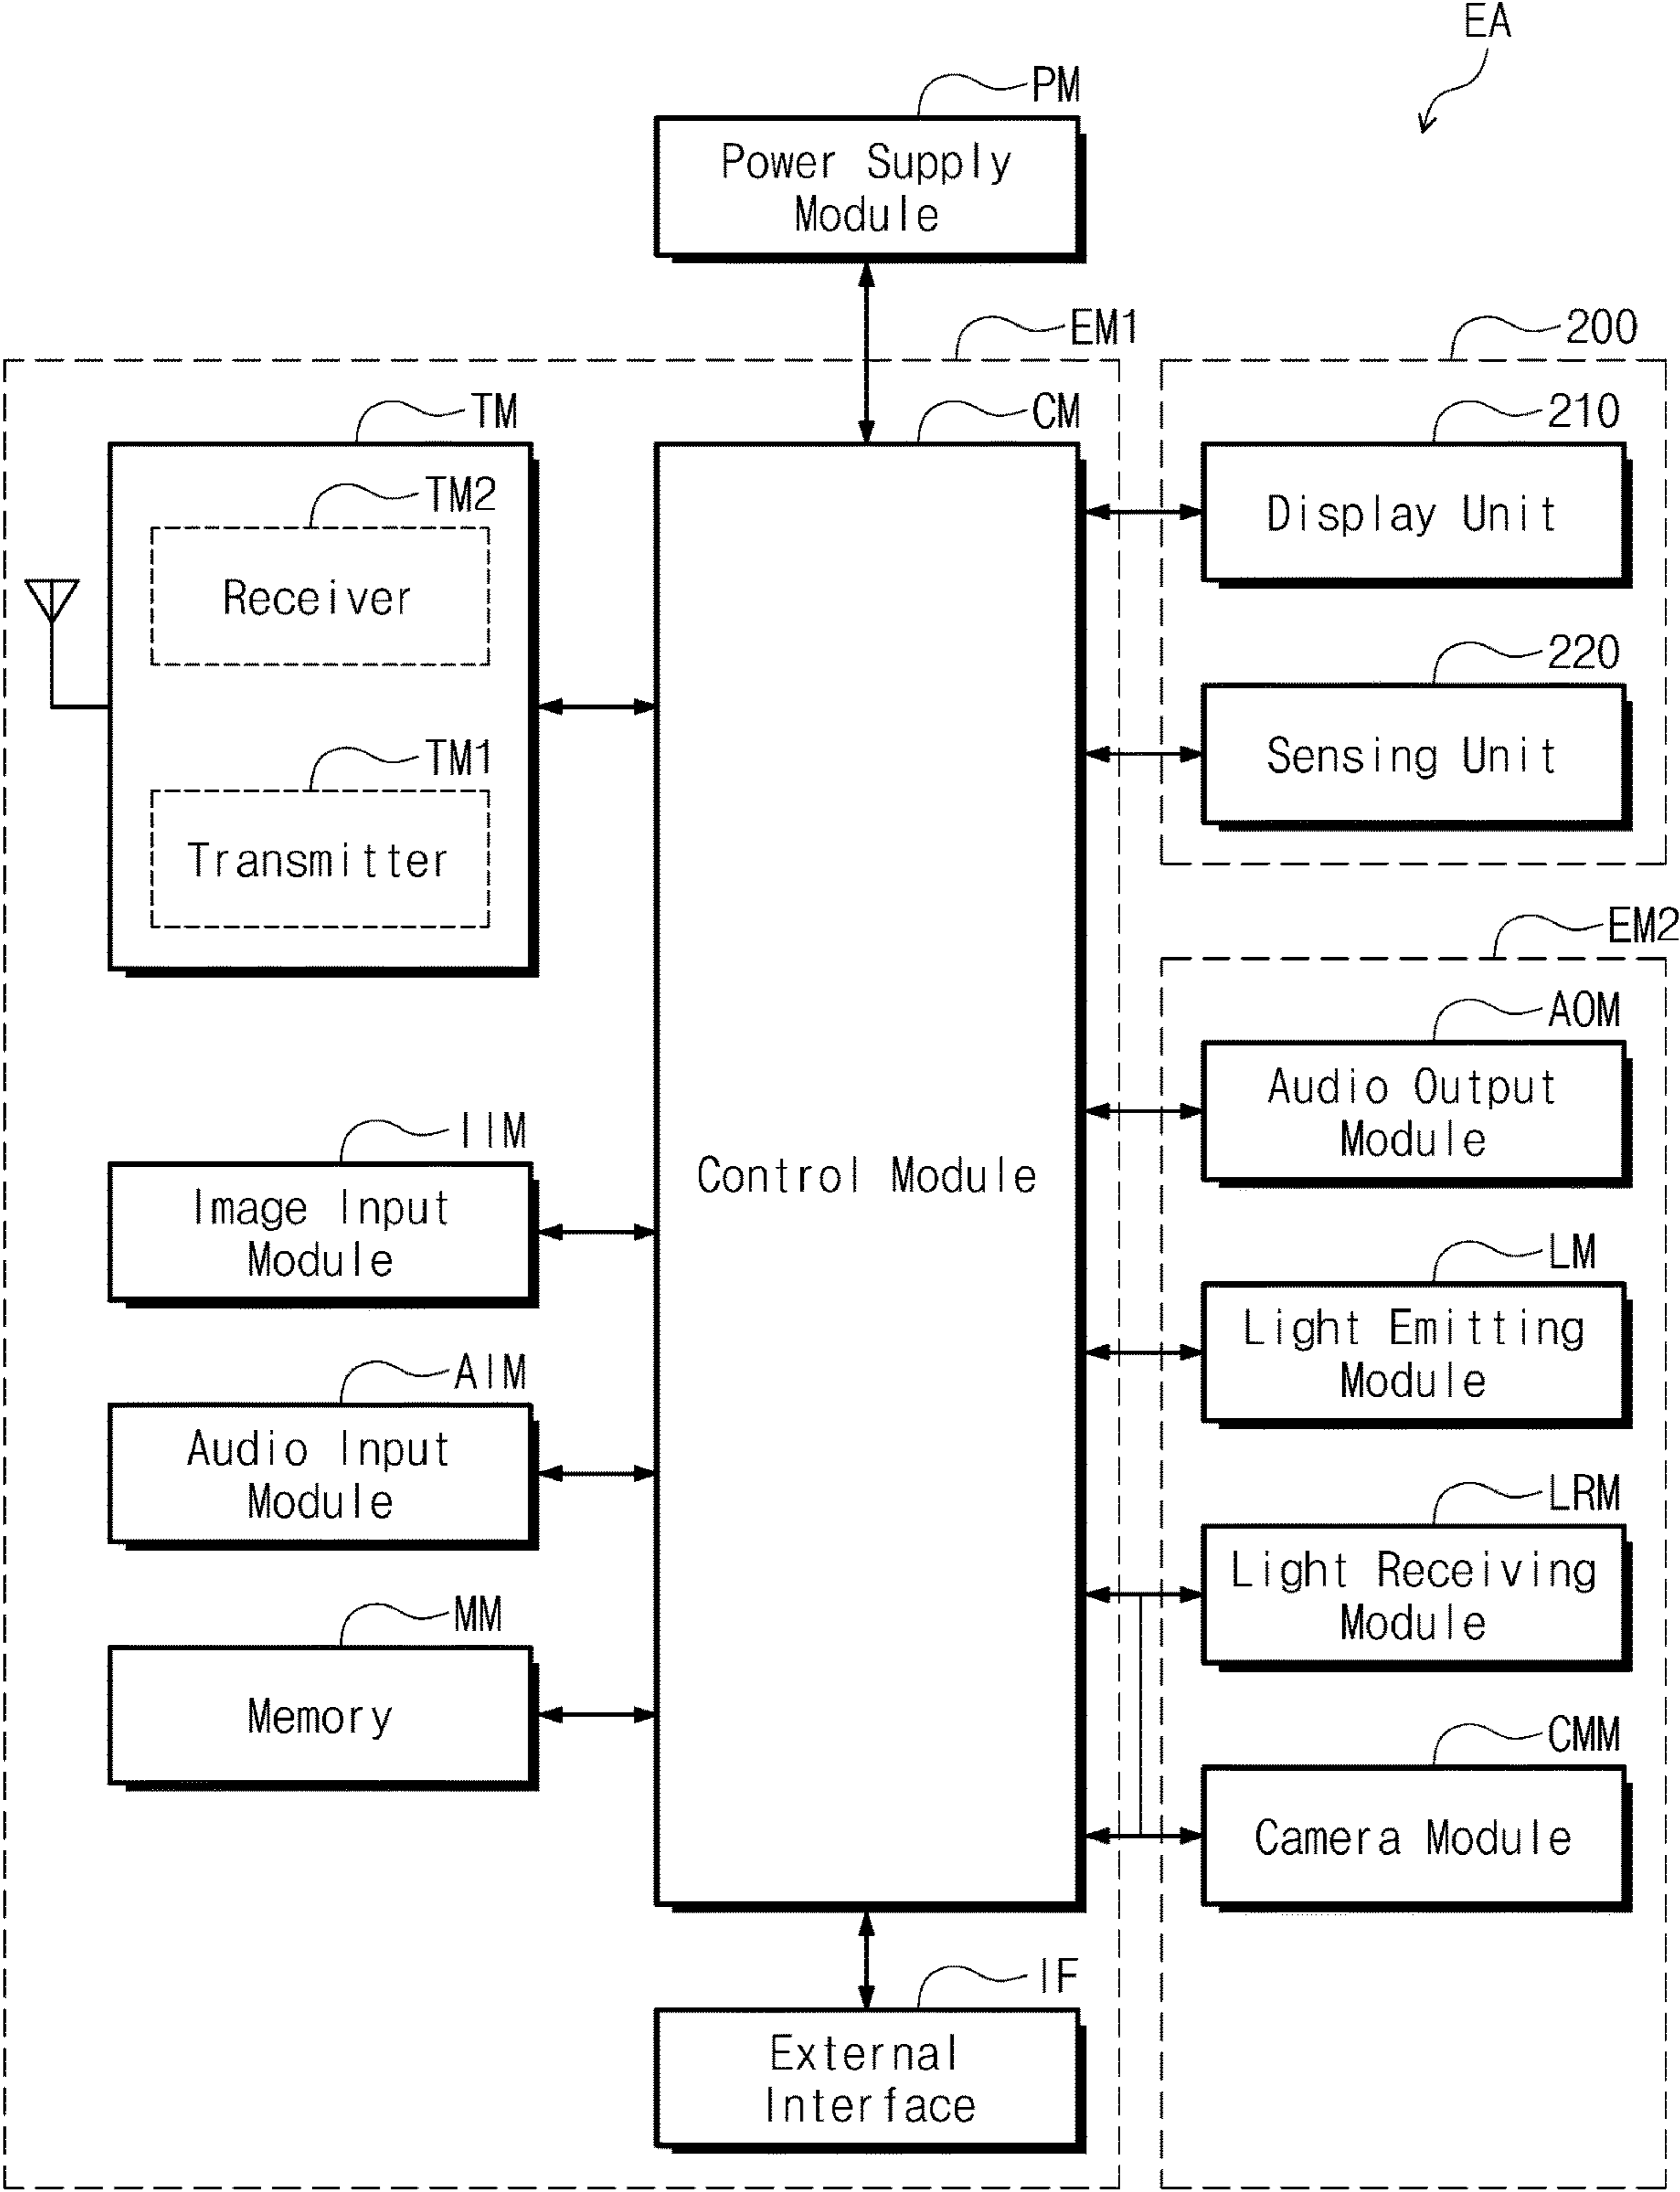 EA
PM
Power Supply
Module
EM1
200
TM
CM
210
TM2
Display Unit
Receiver
220
TM1
Sensing Unit
Transmitter
EM2
AOM
Audio Output
Module
IIM
Control Module
Image Input
Module
LM
Light Emitting
Module
AIM
Audio Input
Module
LRM
Light Receiving
Module
MM
Memory
CMM
Camera Module
IF
External
Interface